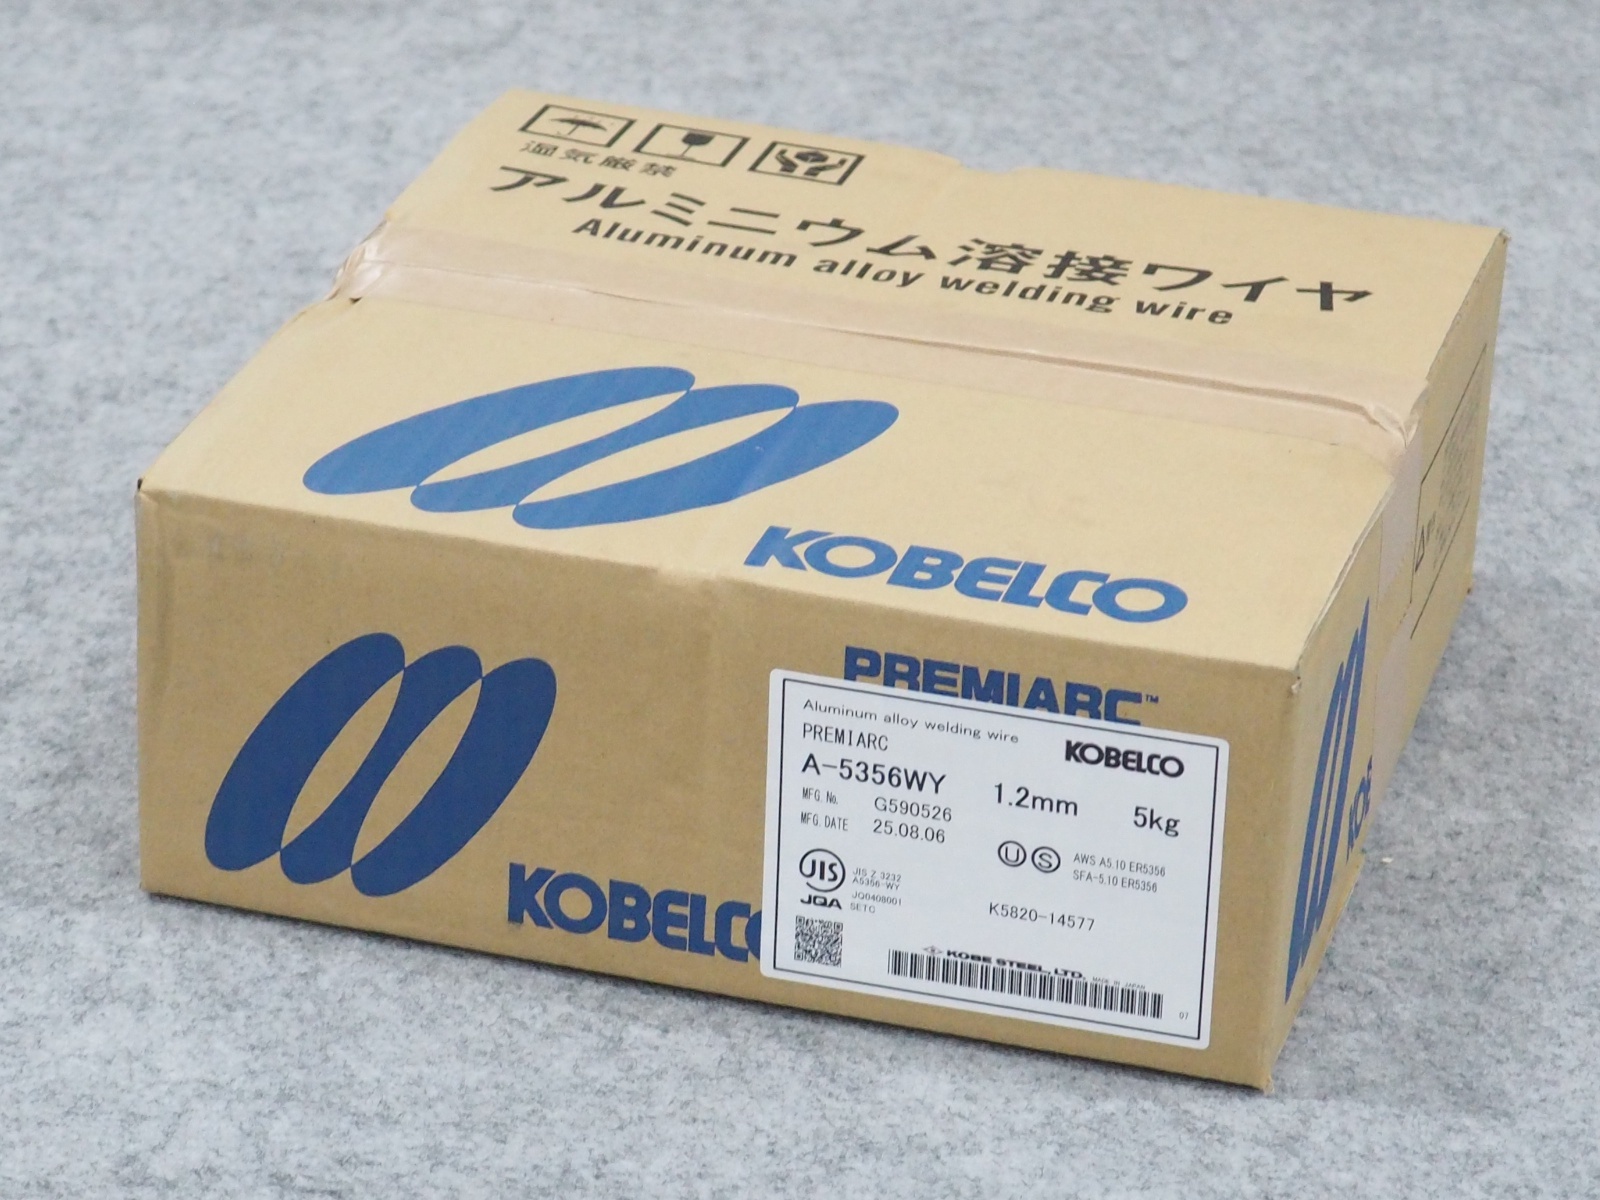 湿気厳禁
アルミニウム溶接ワイヤ
Aluminum alloy welding wire
KOBELCO
PREMIARC™
KOBELCO
Aluminum alloy welding wire
PREMIARC
KOBELCO
A-5356WY 1.2mm 5kg
MFG. No. G590526
MFG. DATE 25.08.06
U S
AWS A5.10 ER5356
SFA-5.10 ER5356
JIS
JIS Z 3232
A5356-WY
JQA
JQ0408001
SETC
K5820-14577
KOBE STEEL, LTD. MADE IN JAPAN
07